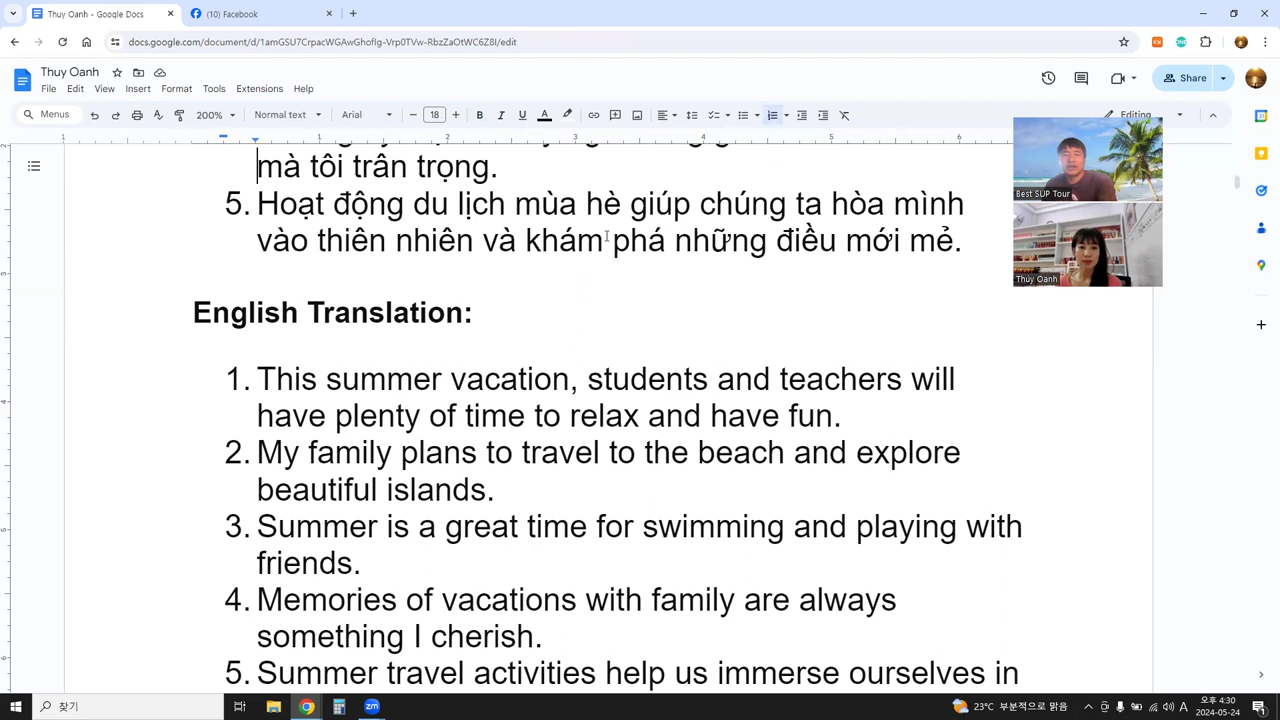 Thuy Oanh - Google Docs
(10) Facebook
docs.google.com/document/d/1amGSU7CrpacWGAwGhofIg-Vrp0TVw-RbzZaOtWC6Z8I/edit
Thuy Oanh
File Edit View Insert Format Tools Extensions Help
Share
Menus 200% Normal text Arial 18 Editing
mà tôi trân trọng.
5. Hoạt động du lịch mùa hè giúp chúng ta hòa mình
vào thiên nhiên và khám phá những điều mới mẻ.
Best SUP Tour
Thúy Oanh
English Translation:
1. This summer vacation, students and teachers will
have plenty of time to relax and have fun.
2. My family plans to travel to the beach and explore
beautiful islands.
3. Summer is a great time for swimming and playing with
friends.
4. Memories of vacations with family are always
something I cherish.
5. Summer travel activities help us immerse ourselves in
찾기
23°C 부분적으로 맑음
A
오후 4:30
2024-05-24